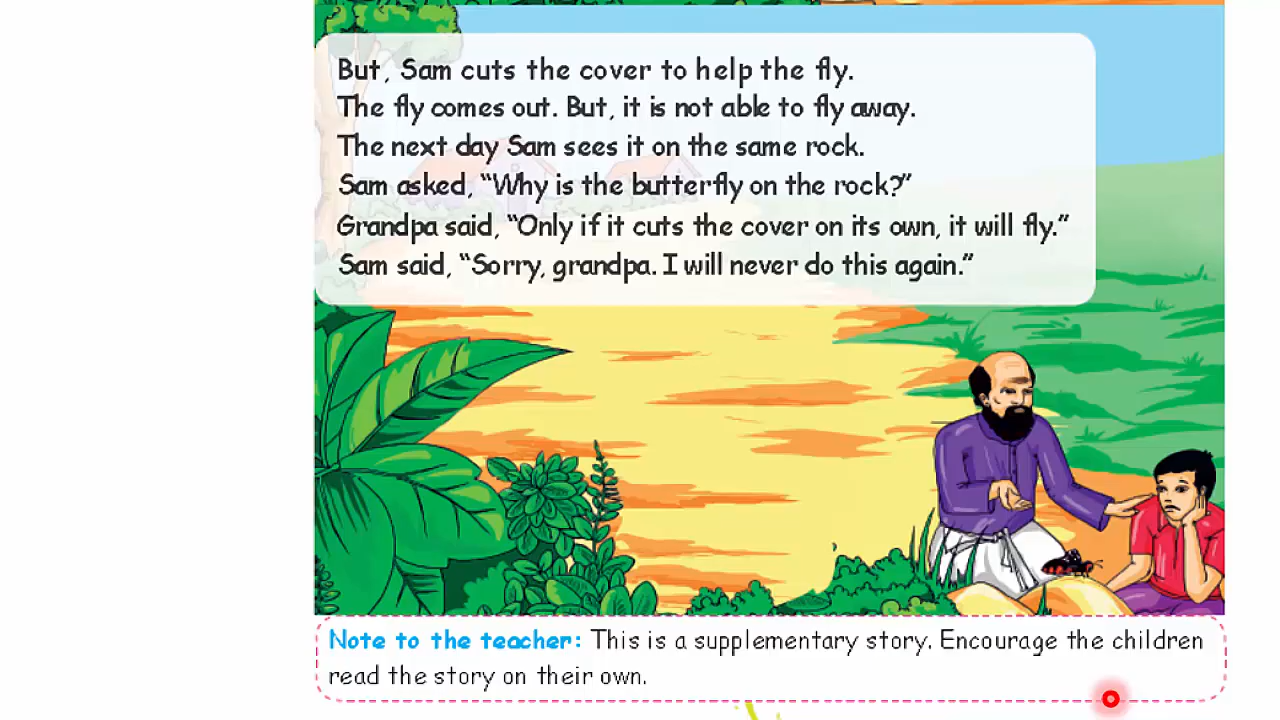 But, Sam cuts the cover to help the fly.
The fly comes out. But, it is not able to fly away.
The next day Sam sees it on the same rock.
Sam asked, “Why is the butterfly on the rock?”
Grandpa said, “Only if it cuts the cover on its own, it will fly.”
Sam said, “Sorry, grandpa. I will never do this again.”
Note to the teacher: This is a supplementary story. Encourage the children
read the story on their own.